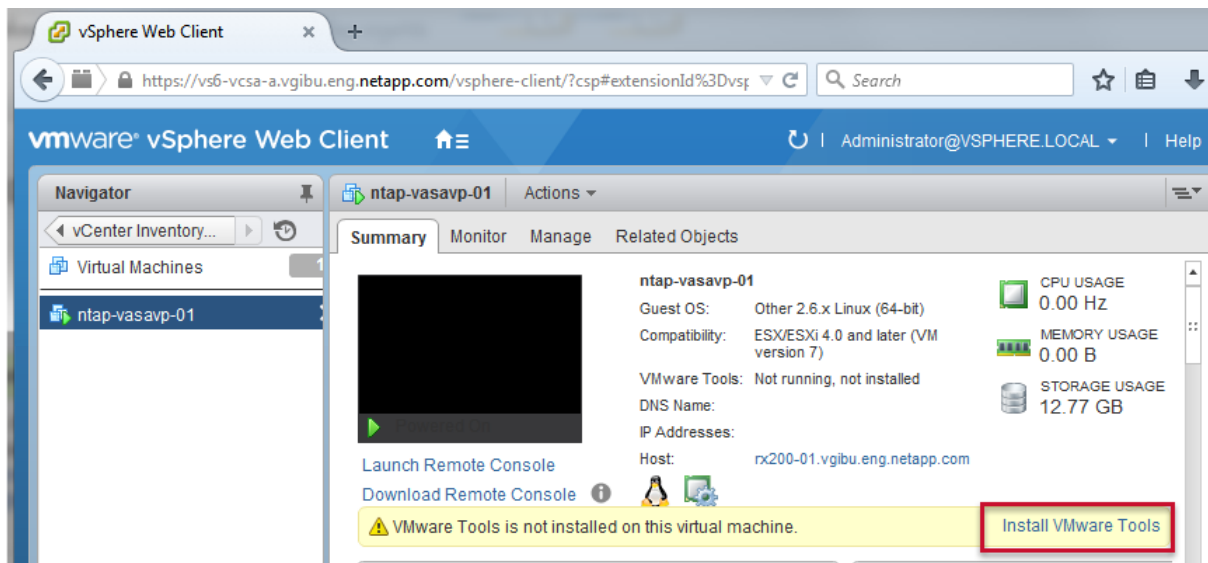 vSphere Web Client
https://vs6-vcsa-a.vgibu.eng.netapp.com/vsphere-client/?csp#extensionId%3Dvsp
Search
vmware® vSphere Web Client
Administrator@VSPHERE.LOCAL
Help
Navigator
ntap-vasavp-01
Actions
vCenter Inventory...
Summary
Monitor
Manage
Related Objects
Virtual Machines
1
ntap-vasavp-01
Powered On
Launch Remote Console
Download Remote Console
ntap-vasavp-01
Guest OS: Other 2.6.x Linux (64-bit)
Compatibility: ESX/ESXi 4.0 and later (VM
version 7)
VMware Tools: Not running, not installed
DNS Name:
IP Addresses:
Host: rx200-01.vgibu.eng.netapp.com
CPU USAGE
0.00 Hz
MEMORY USAGE
0.00 B
STORAGE USAGE
12.77 GB
VMware Tools is not installed on this virtual machine.
Install VMware Tools